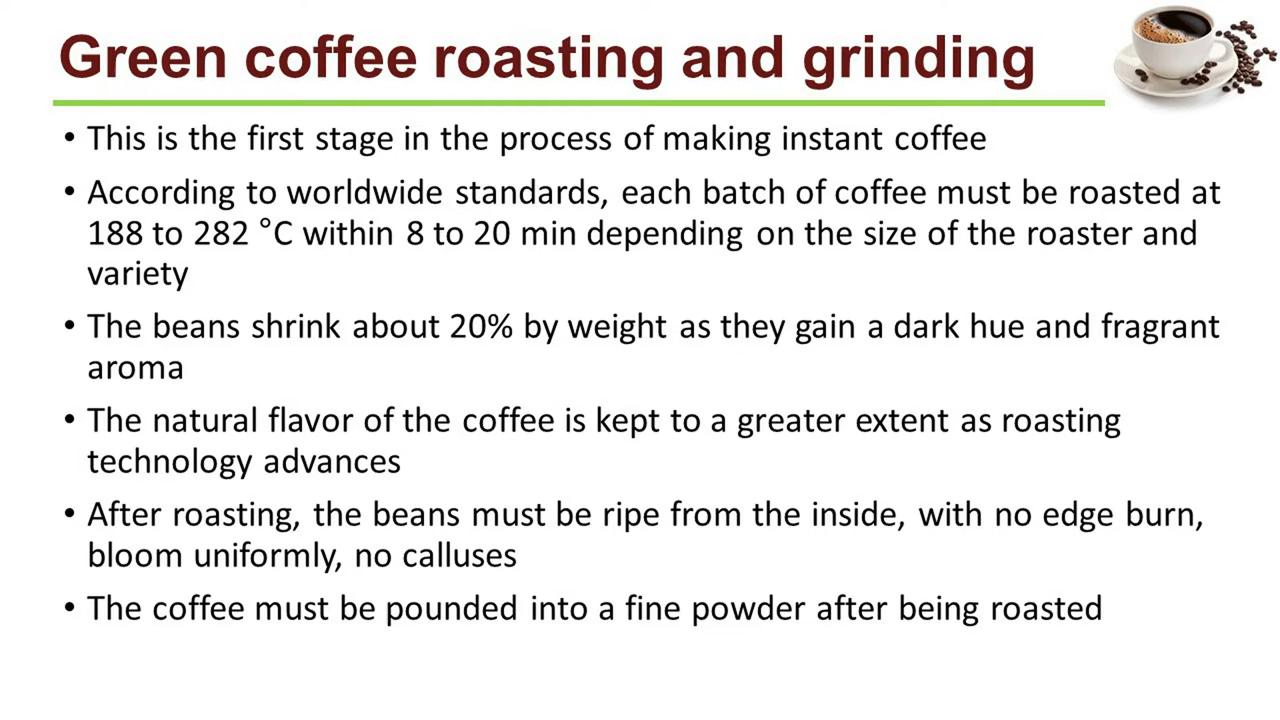 Green coffee roasting and grinding
• This is the first stage in the process of making instant coffee
• According to worldwide standards, each batch of coffee must be roasted at
188 to 282 °C within 8 to 20 min depending on the size of the roaster and
variety
• The beans shrink about 20% by weight as they gain a dark hue and fragrant
aroma
• The natural flavor of the coffee is kept to a greater extent as roasting
technology advances
• After roasting, the beans must be ripe from the inside, with no edge burn,
bloom uniformly, no calluses
• The coffee must be pounded into a fine powder after being roasted